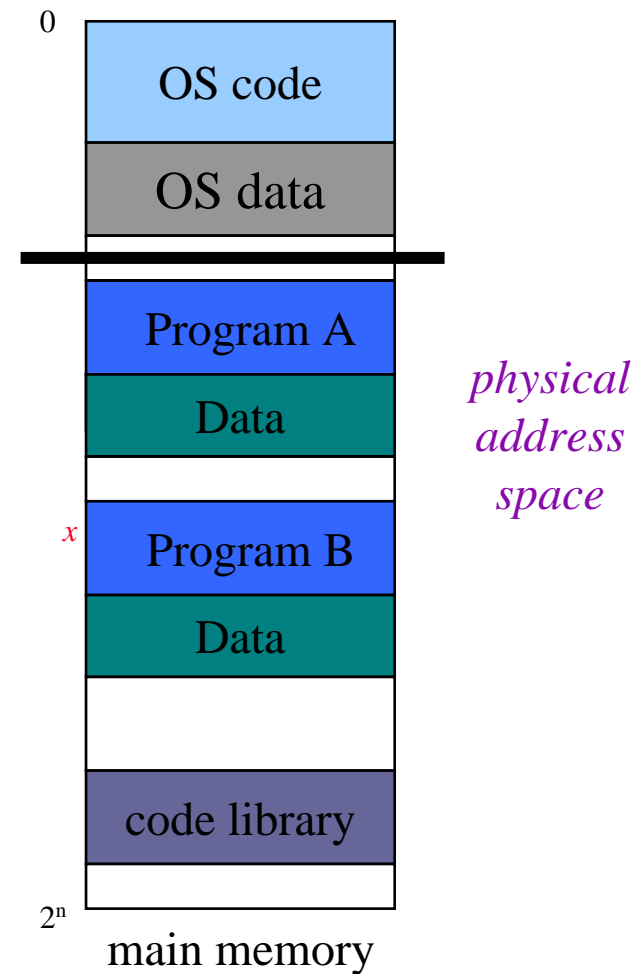 0
OS code
OS data
Program A
Data
physical
address
space
x
Program B
Data
code library
2ⁿ
main memory